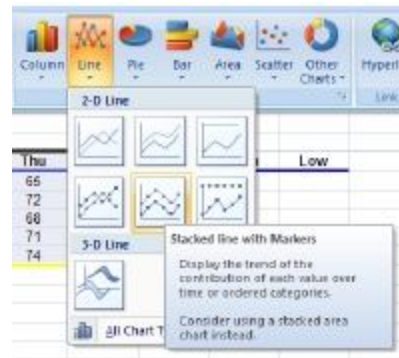 Column Line Pie Bar Area Scatter Other Charts Hyperl
Link
2-D Line
Thu Low
65
72
68
71
74
3-D Line
Stacked line with Markers
Display the trend of the
contribution of each value over
time or ordered categories.
Consider using a stacked area
chart instead.
All Chart T